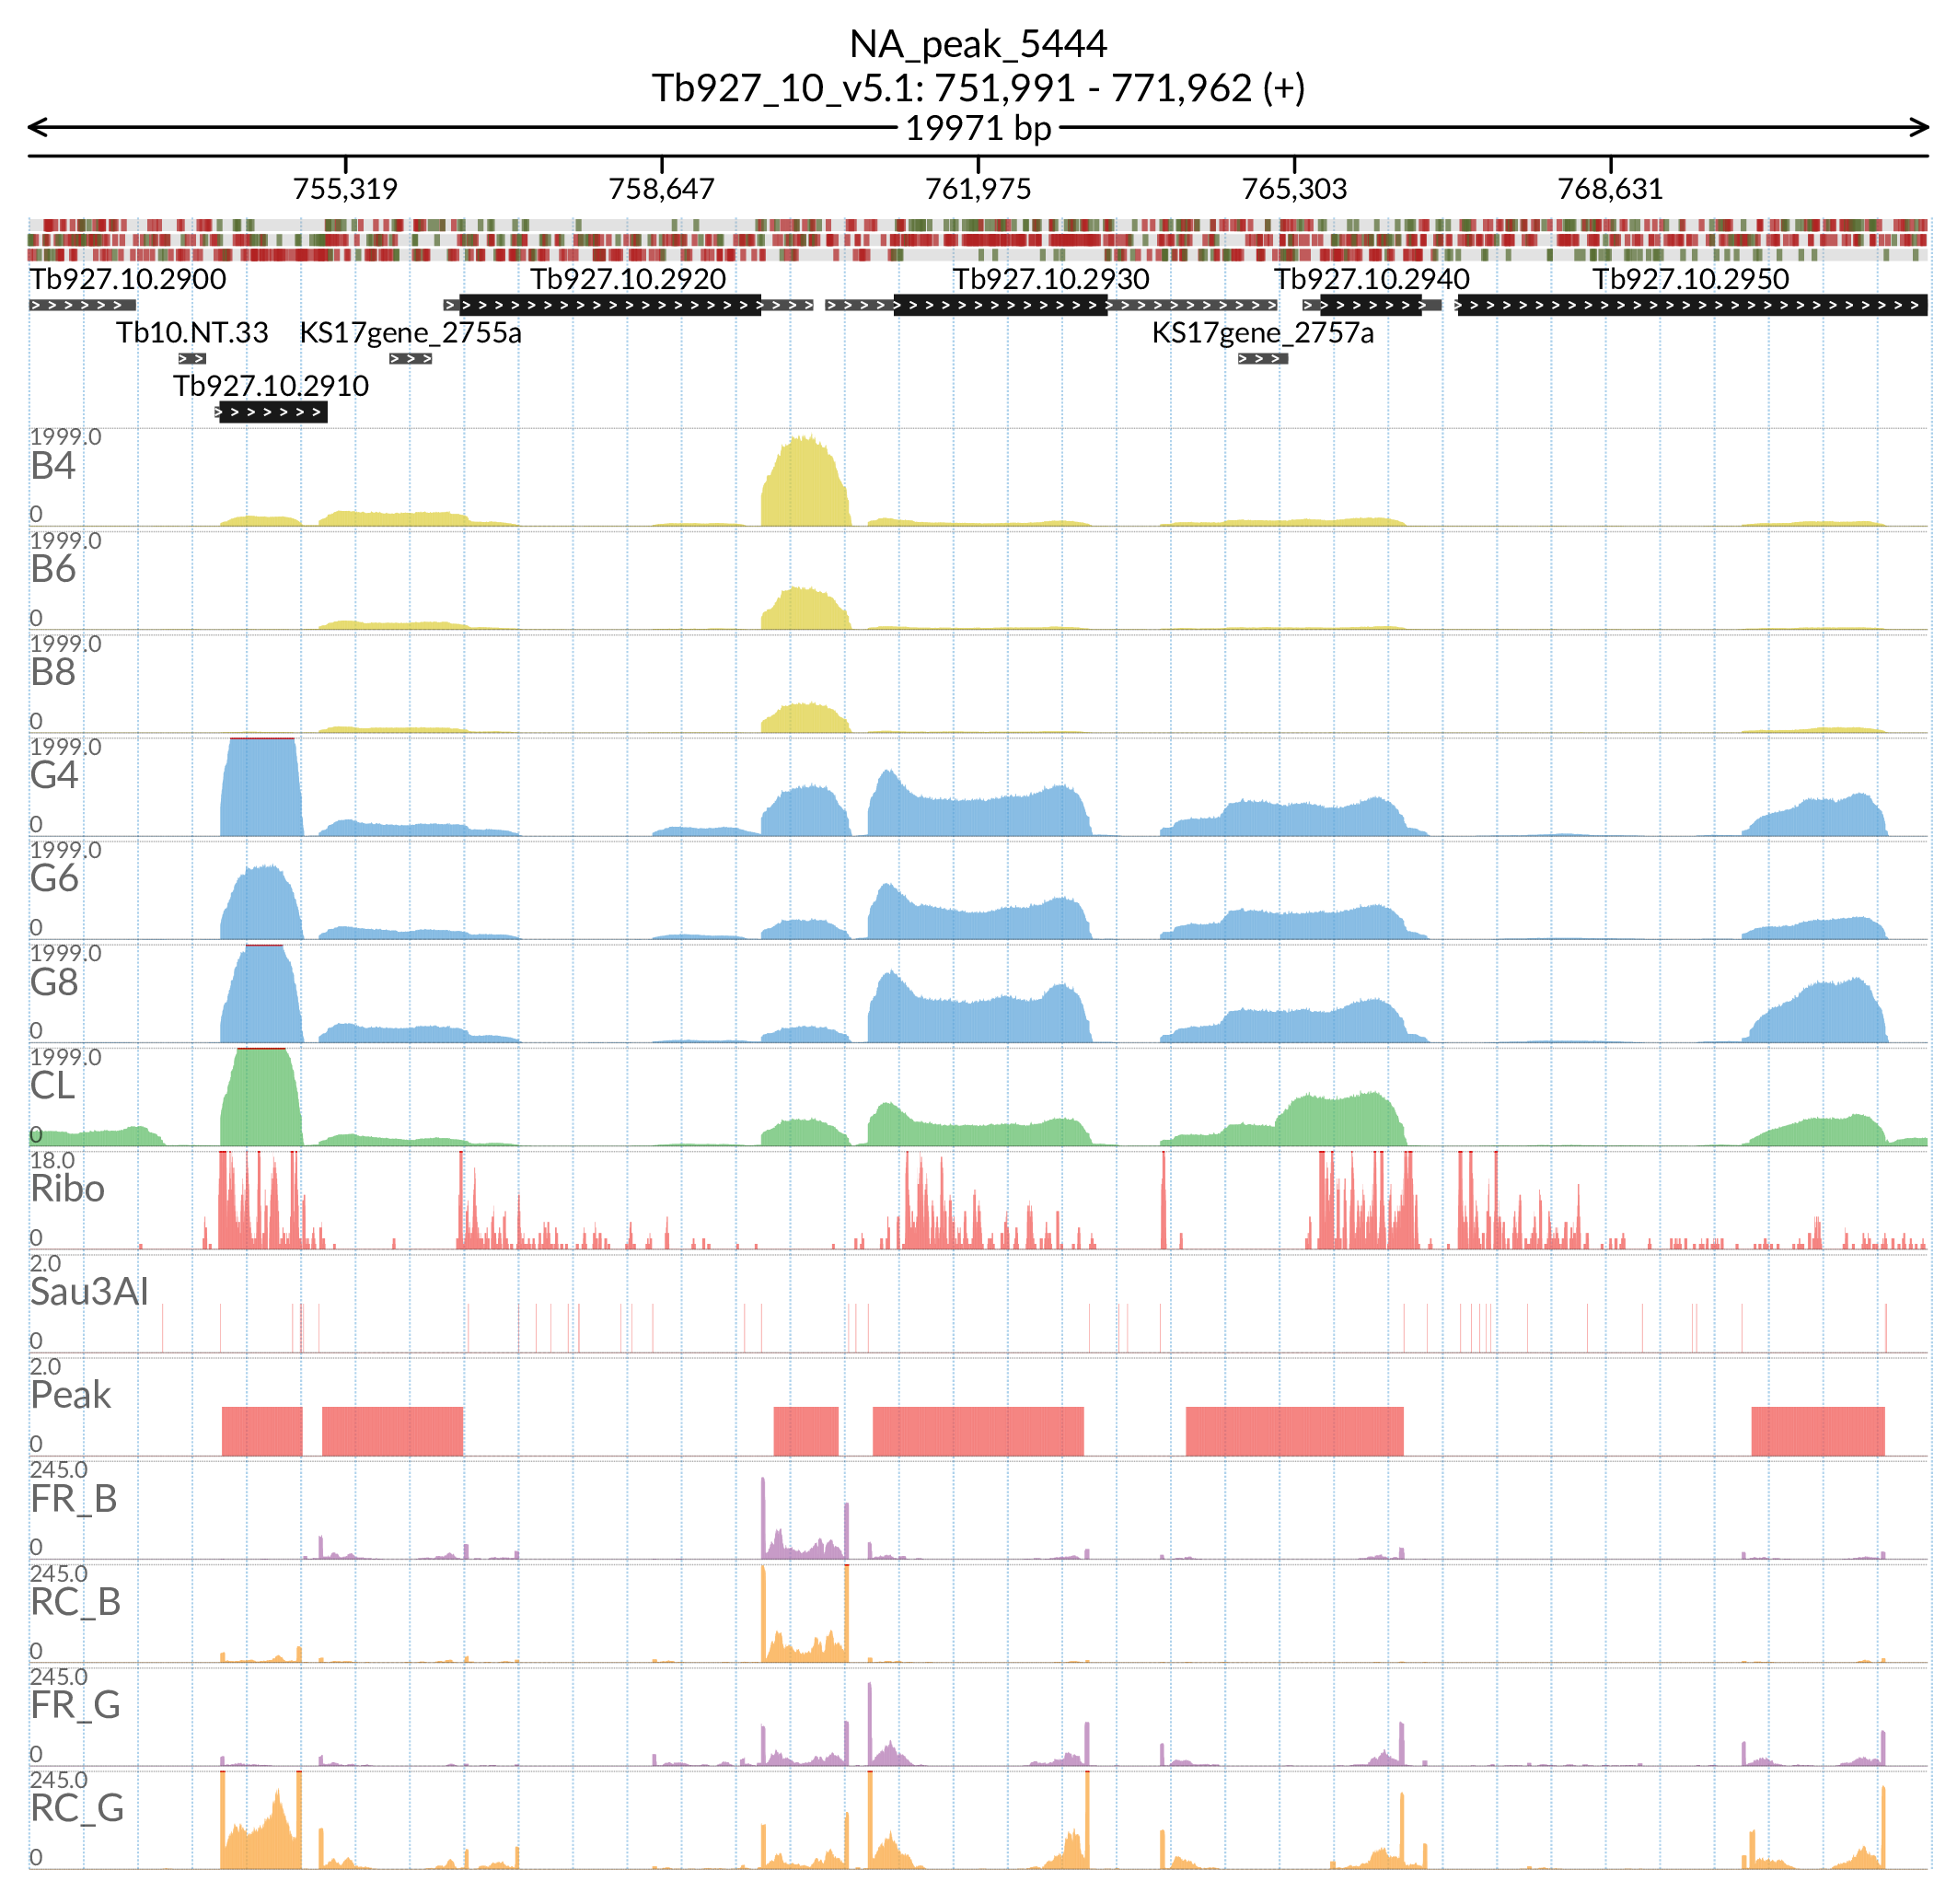 NA_peak_5444
Tb927_10_v5.1: 751,991 - 771,962 (+)
19971 bp
755,319 758,647 761,975 765,303 768,631
Tb927.10.2900 Tb927.10.2920 Tb927.10.2930 Tb927.10.2940 Tb927.10.2950
Tb10.NT.33 KS17gene_2755a KS17gene_2757a
Tb927.10.2910
1999.0
B4
0
1999.0
B6
0
1999.0
B8
0
1999.0
G4
0
1999.0
G6
0
1999.0
G8
0
1999.0
CL
0
18.0
Ribo
0
2.0
Sau3AI
0
2.0
Peak
0
245.0
FR_B
0
245.0
RC_B
0
245.0
FR_G
0
245.0
RC_G
0